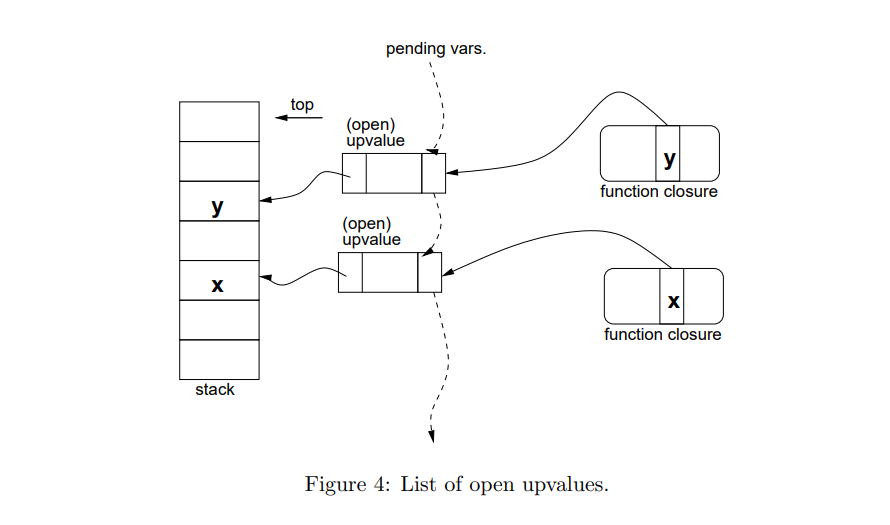 pending vars.
top
(open)
upvalue
y
function closure
y
(open)
upvalue
x
x
function closure
stack
Figure 4: List of open upvalues.